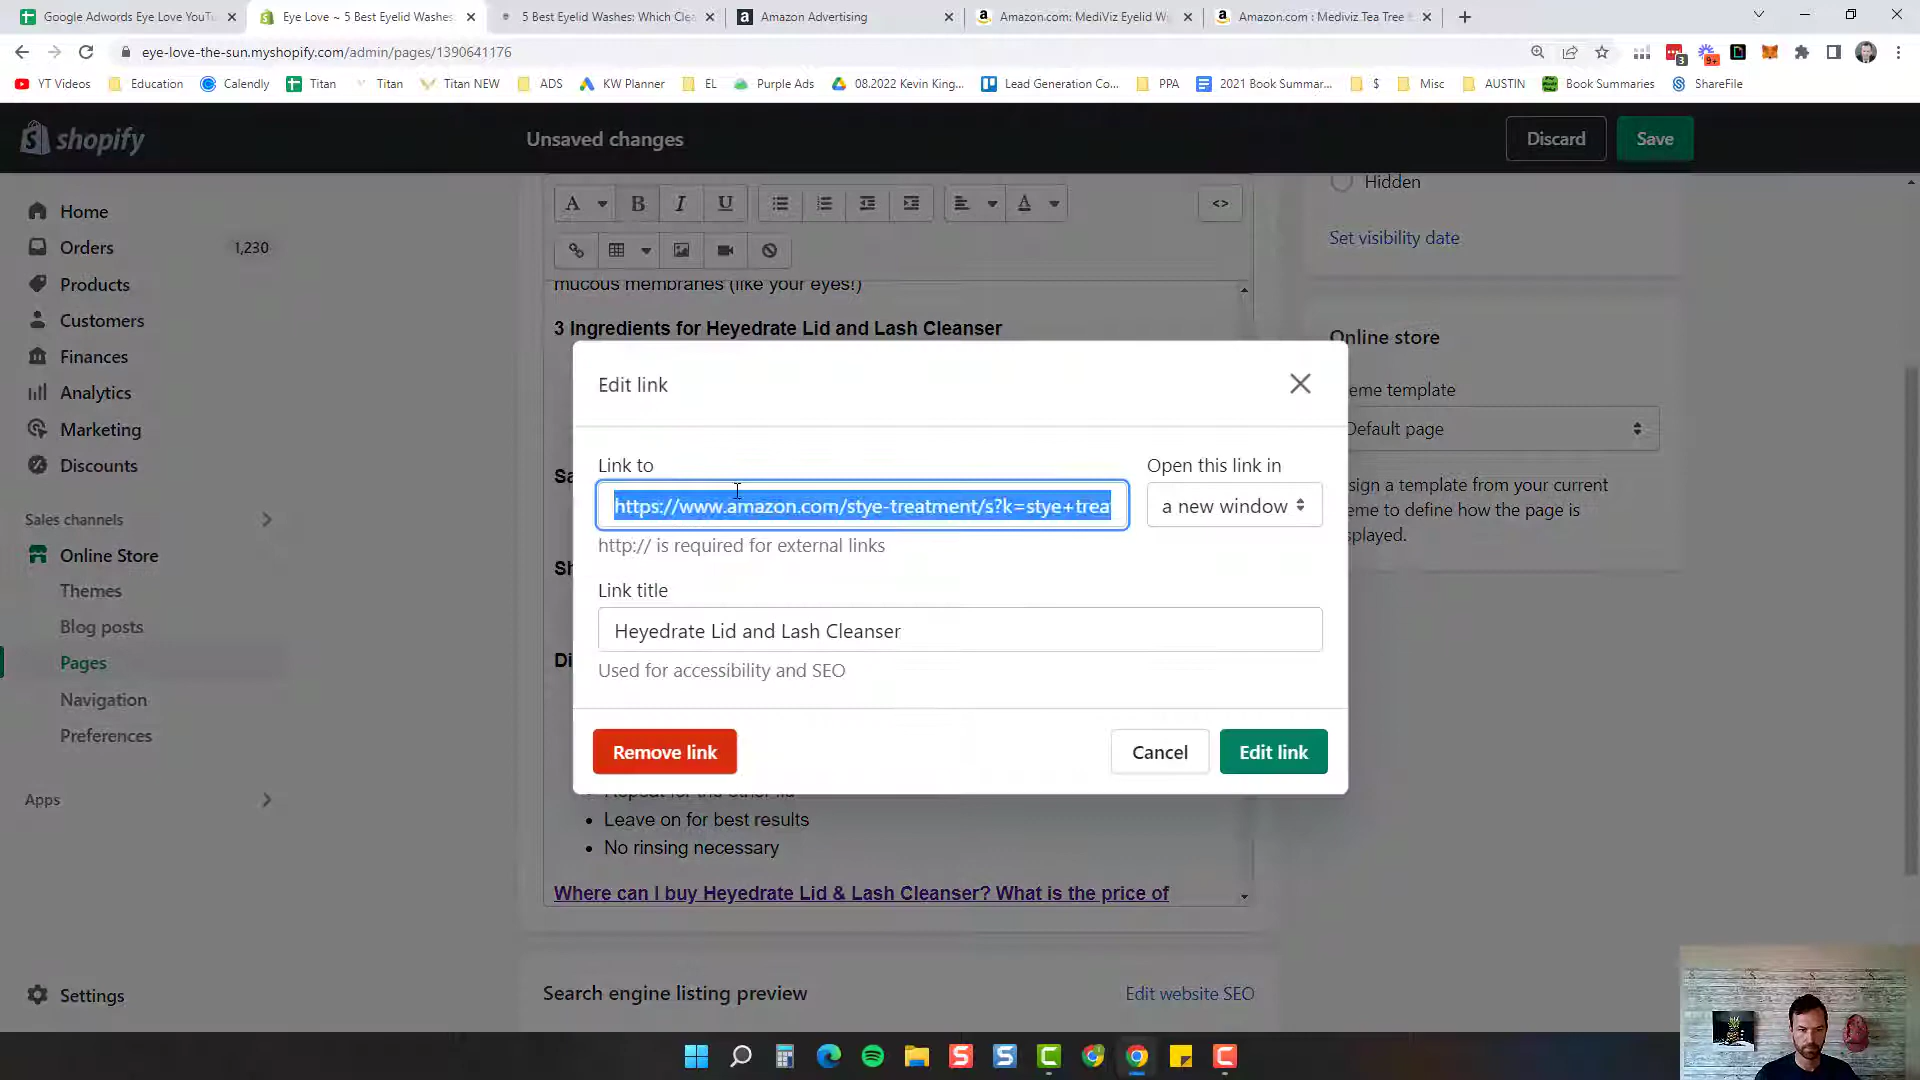 Google Adwords Eye Love YouTu
Eye Love ~ 5 Best Eyelid Washes
5 Best Eyelid Washes: Which Clea
Amazon Advertising
Amazon.com: MediViz Eyelid W
Amazon.com : Mediviz Tea Tree
eye-love-the-sun.myshopify.com/admin/pages/1390641176
3
9+
YT Videos
Education
Calendly
Titan
Titan
Titan NEW
ADS
KW Planner
EL
Purple Ads
08.2022 Kevin King...
Lead Generation Co...
PPA
2021 Book Summar...
$
Misc
AUSTIN
Book Summaries
ShareFile
shopify
Unsaved changes
Discard
Save
Home
Orders
1,230
Products
Customers
Finances
Analytics
Marketing
Discounts
Sales channels
Online Store
Themes
Blog posts
Pages
Navigation
Preferences
Apps
Settings
A
B
I
U
A
<>
mucous membranes (like your eyes!)
3 Ingredients for Heyedrate Lid and Lash Cleanser
Sa
Sh
Di
Leave on for best results
No rinsing necessary
Where can I buy Heyedrate Lid & Lash Cleanser? What is the price of
Search engine listing preview
Edit website SEO
Hidden
Set visibility date
Online store
eme template
Default page
sign a template from your current
eme to define how the page is
splayed.
Edit link
Link to
https://www.amazon.com/stye-treatment/s?k=stye+trea
http:// is required for external links
Open this link in
a new window
Link title
Heyedrate Lid and Lash Cleanser
Used for accessibility and SEO
Remove link
Cancel
Edit link